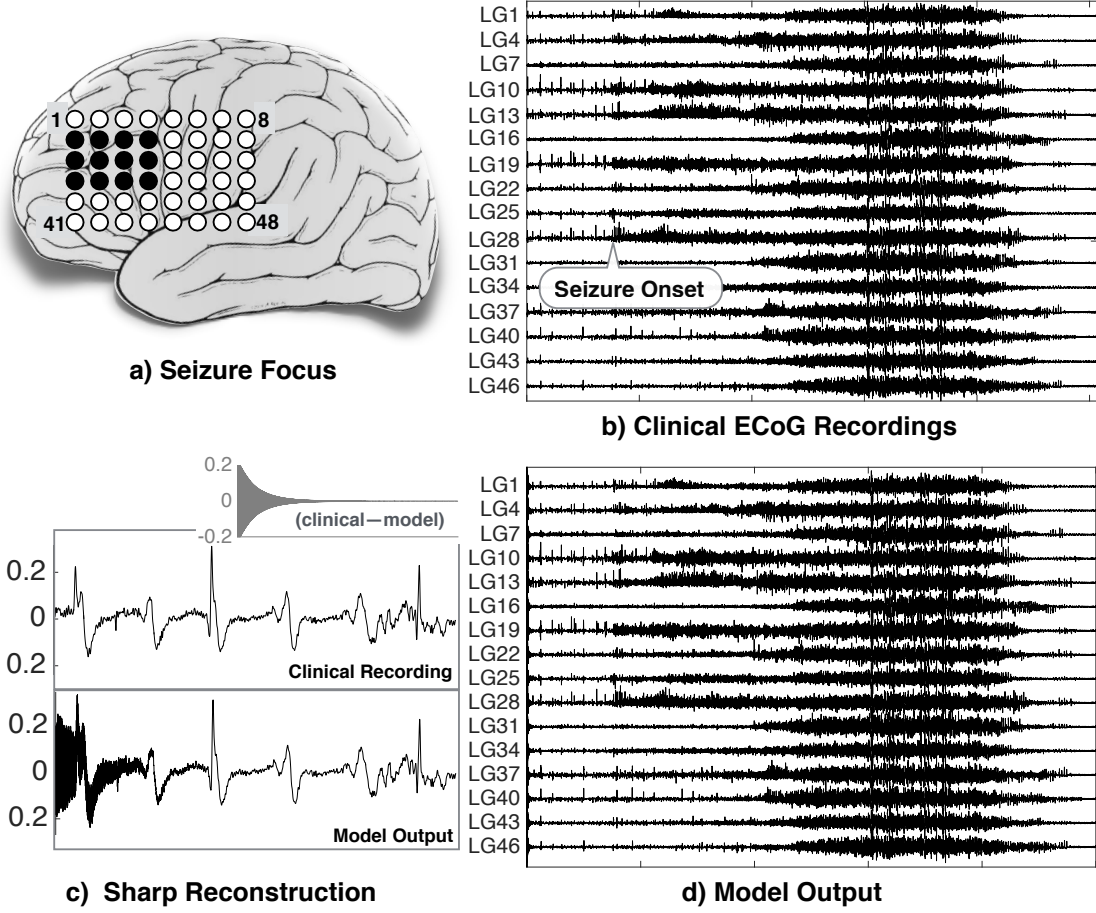 1
8
41
48
a) Seizure Focus
LG1
LG4
LG7
LG10
LG13
LG16
LG19
LG22
LG25
LG28
LG31
LG34
LG37
LG40
LG43
LG46
Seizure Onset
b) Clinical ECoG Recordings
0.2
0
-0.2
(clinical—model)
0.2
0
0.2
Clinical Recording
0.2
0
0.2
Model Output
c) Sharp Reconstruction
LG1
LG4
LG7
LG10
LG13
LG16
LG19
LG22
LG25
LG28
LG31
LG34
LG37
LG40
LG43
LG46
d) Model Output